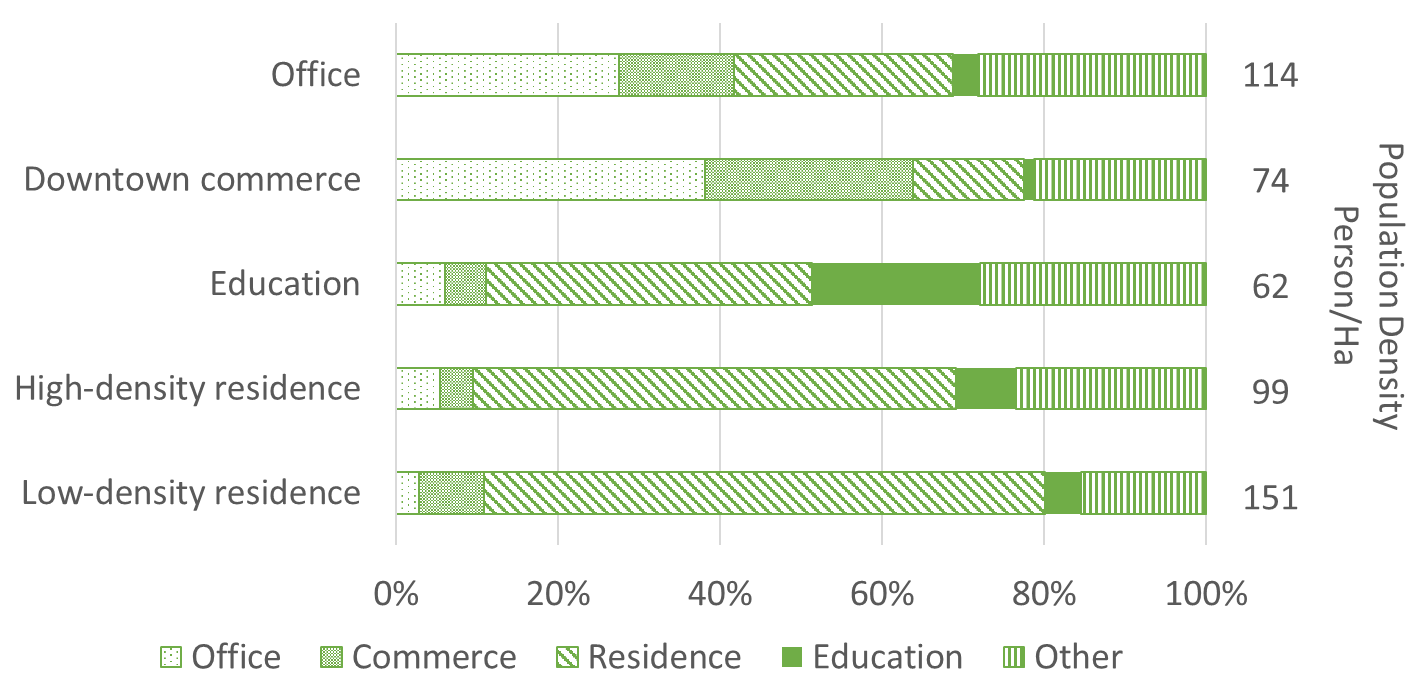 Office
114
Downtown commerce
74
Education
62
High-density residence
99
Low-density residence
151
Population Density
Person/Ha
0% 20% 40% 60% 80% 100%
Office Commerce Residence Education Other